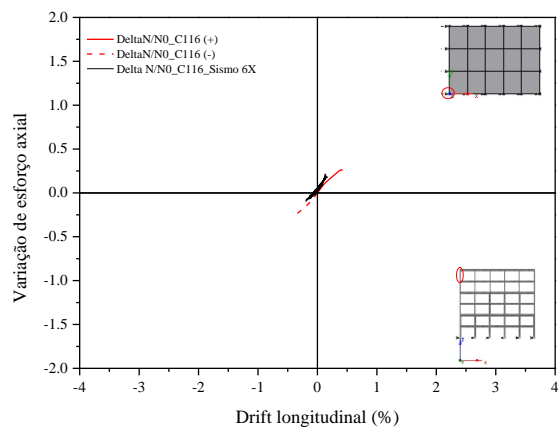 DeltaN/N0_C116 (+)
DeltaN/N0_C116 (-)
Delta N/N0_C116_Sismo 6X
Variação de esforço axial
2.0
1.5
1.0
0.5
0.0
-0.5
-1.0
-1.5
-2.0
-4 -3 -2 -1 0 1 2 3 4
Drift longitudinal (%)